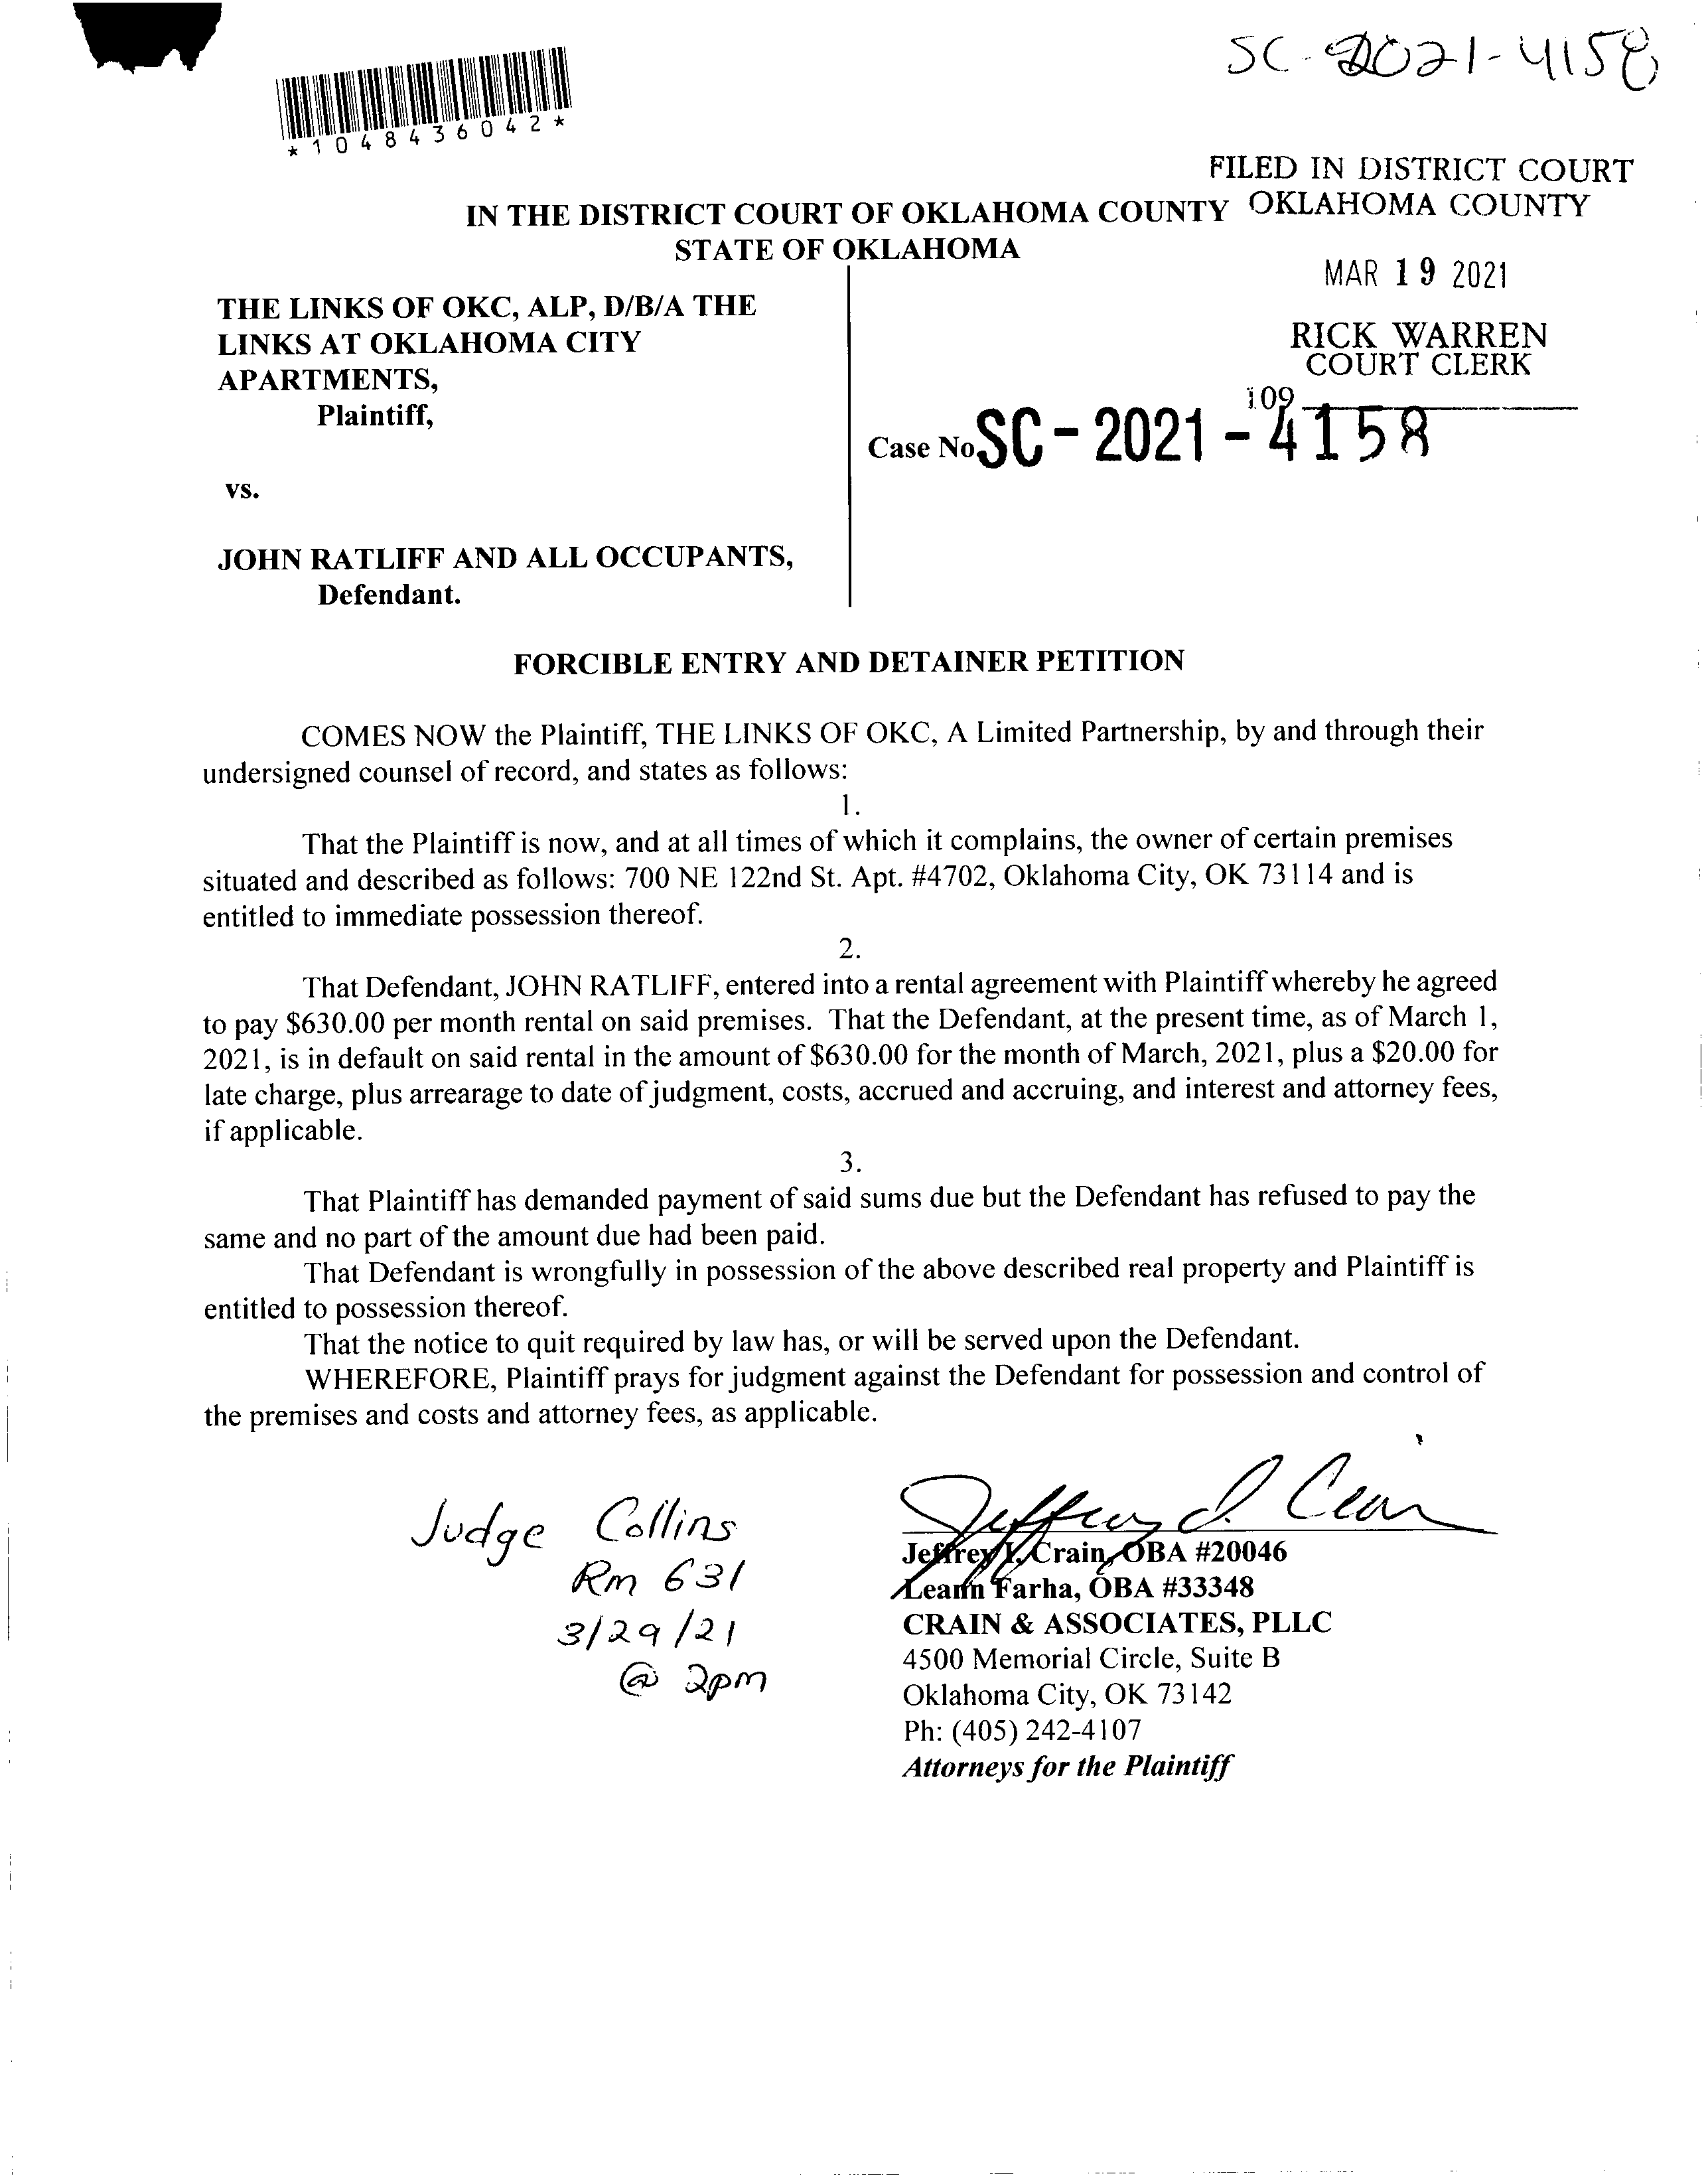 SC-2021-4158
*1048436042*
FILED IN DISTRICT COURT
OKLAHOMA COUNTY
IN THE DISTRICT COURT OF OKLAHOMA COUNTY
STATE OF OKLAHOMA
MAR 19 2021
RICK WARREN
COURT CLERK
109
THE LINKS OF OKC, ALP, D/B/A THE
LINKS AT OKLAHOMA CITY
APARTMENTS,
Plaintiff,
Case No. SC-2021-4158
vs.
JOHN RATLIFF AND ALL OCCUPANTS,
Defendant.
FORCIBLE ENTRY AND DETAINER PETITION
COMES NOW the Plaintiff, THE LINKS OF OKC, A Limited Partnership, by and through their
undersigned counsel of record, and states as follows:
1.
That the Plaintiff is now, and at all times of which it complains, the owner of certain premises
situated and described as follows: 700 NE 122nd St. Apt. #4702, Oklahoma City, OK 73114 and is
entitled to immediate possession thereof.
2.
That Defendant, JOHN RATLIFF, entered into a rental agreement with Plaintiff whereby he agreed
to pay $630.00 per month rental on said premises. That the Defendant, at the present time, as of March 1,
2021, is in default on said rental in the amount of $630.00 for the month of March, 2021, plus a $20.00 for
late charge, plus arrearage to date of judgment, costs, accrued and accruing, and interest and attorney fees,
if applicable.
3.
That Plaintiff has demanded payment of said sums due but the Defendant has refused to pay the
same and no part of the amount due had been paid.
That Defendant is wrongfully in possession of the above described real property and Plaintiff is
entitled to possession thereof.
That the notice to quit required by law has, or will be served upon the Defendant.
WHEREFORE, Plaintiff prays for judgment against the Defendant for possession and control of
the premises and costs and attorney fees, as applicable.
Judge Collins
Rm 631
3/29/21
@ 2pm
Jeffrey I. Crain
Jeffrey I. Crain, OBA #20046
Leann Farha, OBA #33348
CRAIN & ASSOCIATES, PLLC
4500 Memorial Circle, Suite B
Oklahoma City, OK 73142
Ph: (405) 242-4107
Attorneys for the Plaintiff